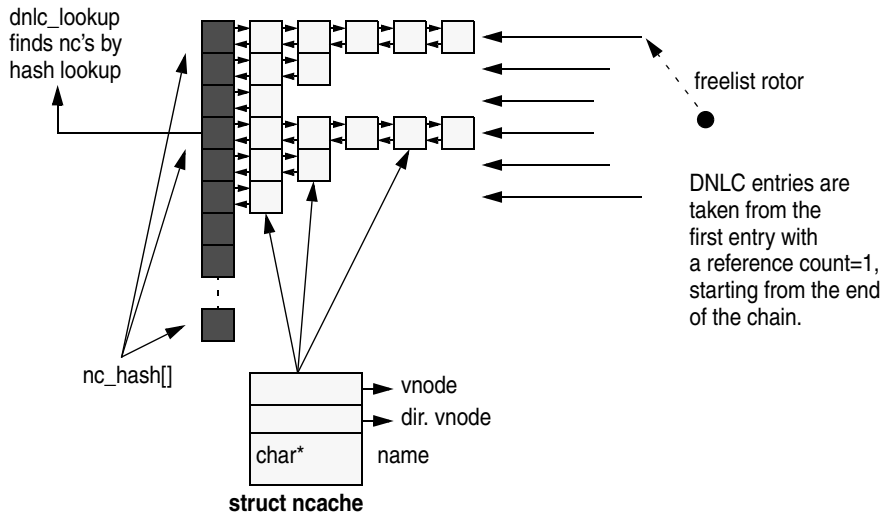 dnlc_lookup
finds nc's by
hash lookup
freelist rotor
DNLC entries are
taken from the
first entry with
a reference count=1,
starting from the end
of the chain.
nc_hash[]
vnode
dir. vnode
char*
name
struct ncache